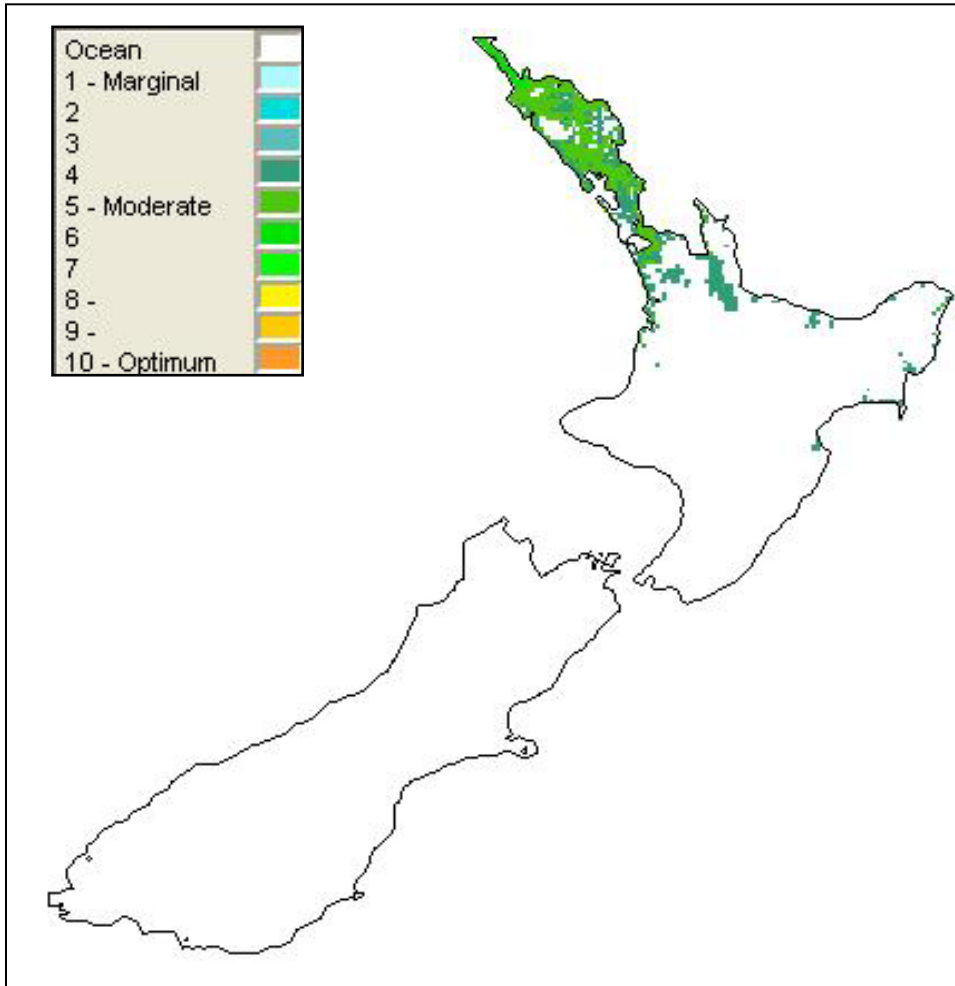 Ocean
1 - Marginal
2
3
4
5 - Moderate
6
7
8 -
9 -
10 - Optimum